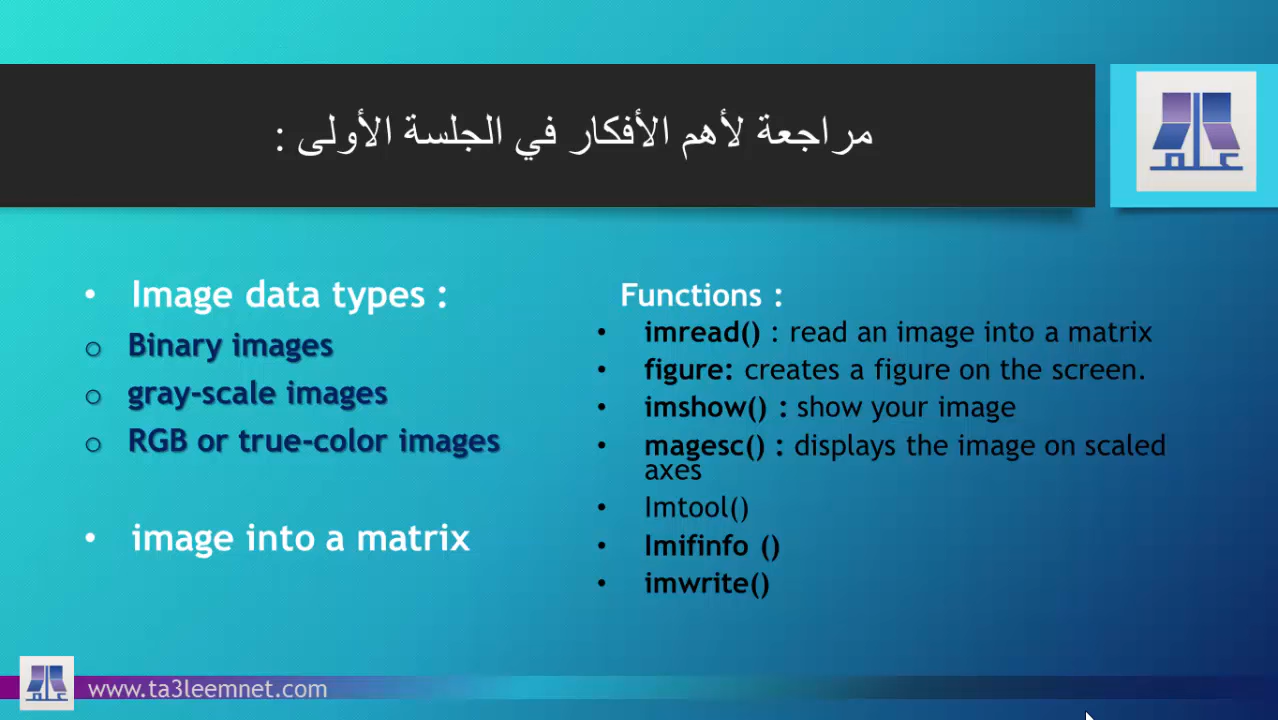 مراجعة لأهم الأفكار في الجلسة الأولى :
علم
• Image data types :
o Binary images
o gray-scale images
o RGB or true-color images
• image into a matrix
Functions :
• imread() : read an image into a matrix
• figure: creates a figure on the screen.
• imshow() : show your image
• magesc() : displays the image on scaled
axes
• Imtool()
• Imifinfo ()
• imwrite()
علم
www.ta3leemnet.com